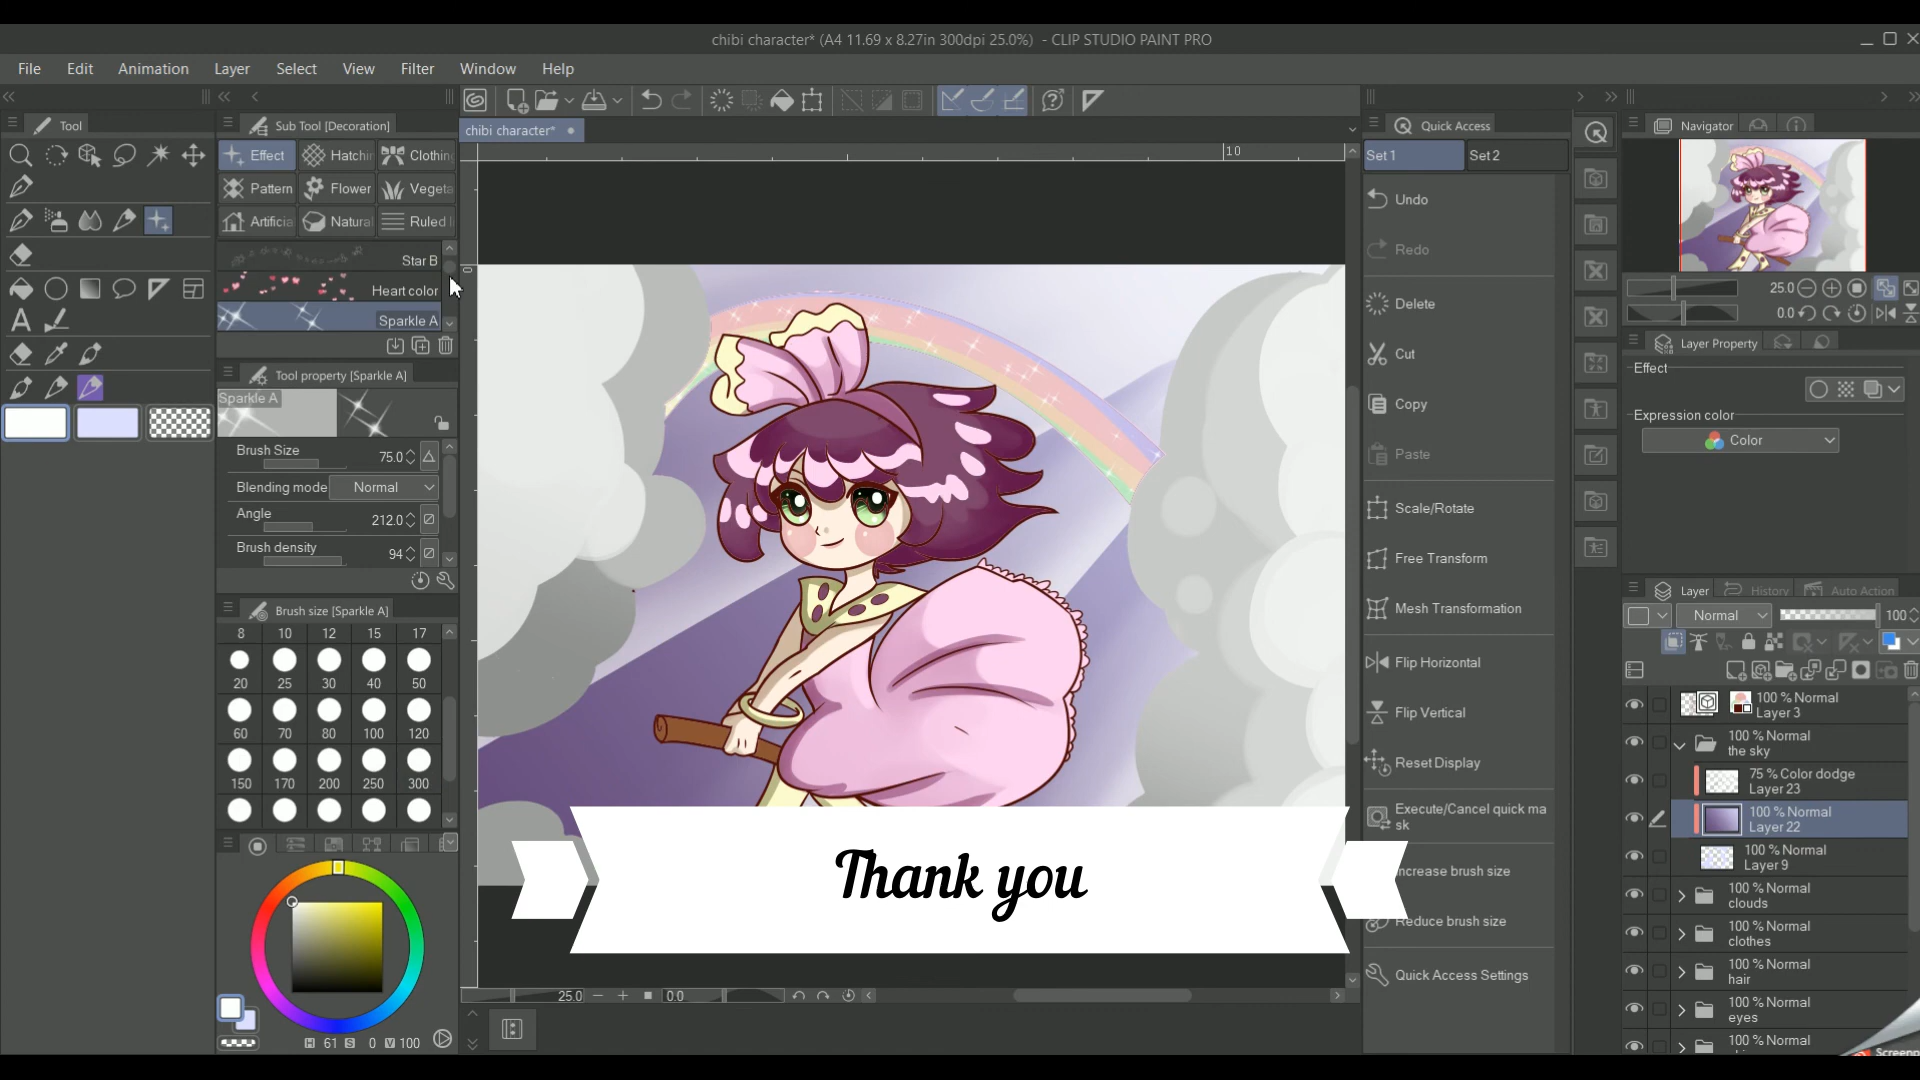 chibi character* (A4 11.69 x 8.27in 300dpi 25.0%) - CLIP STUDIO PAINT PRO
File Edit Animation Layer Select View Filter Window Help
Tool
Sub Tool [Decoration]
Effect Hatchi Clothing
Pattern Flower Vegeta
Artificia Natura Ruled
Star B
Heart color
Sparkle A
Tool property [Sparkle A]
Sparkle A
Brush Size 75.0
Blending mode Normal
Angle 212.0
Brush density 94
Brush size [Sparkle A]
8 10 12 15 17
20 25 30 40 50
60 70 80 100 120
150 170 200 250 300
H 61 S 0 V 100
chibi character*
10
0
Thank you
25.0 0.0
Quick Access
Set 1 Set 2
Undo
Redo
Delete
Cut
Copy
Paste
Scale/Rotate
Free Transform
Mesh Transformation
Flip Horizontal
Flip Vertical
Reset Display
Execute/Cancel quick ma
sk
ncrease brush size
Reduce brush size
Quick Access Settings
Navigator
25.0
0.0
Layer Property
Effect
Expression color
Color
Layer History Auto Action
Normal 100
100 % Normal
Layer 3
100 % Normal
the sky
75 % Color dodge
Layer 23
100 % Normal
Layer 22
100 % Normal
Layer 9
100 % Normal
clouds
100 % Normal
clothes
100 % Normal
hair
100 % Normal
eyes
100 % Normal